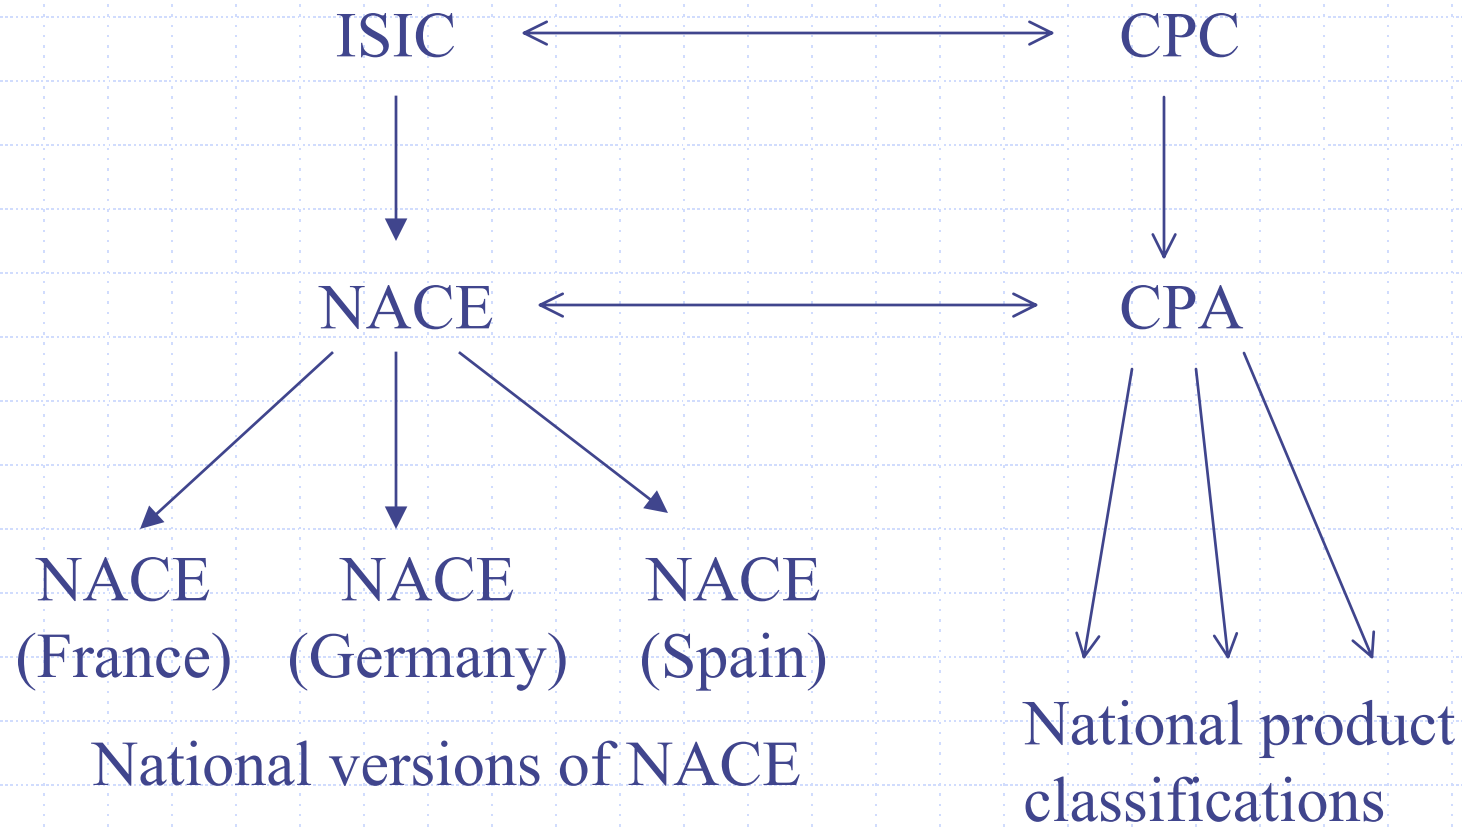 ISIC CPC
NACE CPA
NACE NACE NACE
(France) (Germany) (Spain)
National versions of NACE
National product
classifications